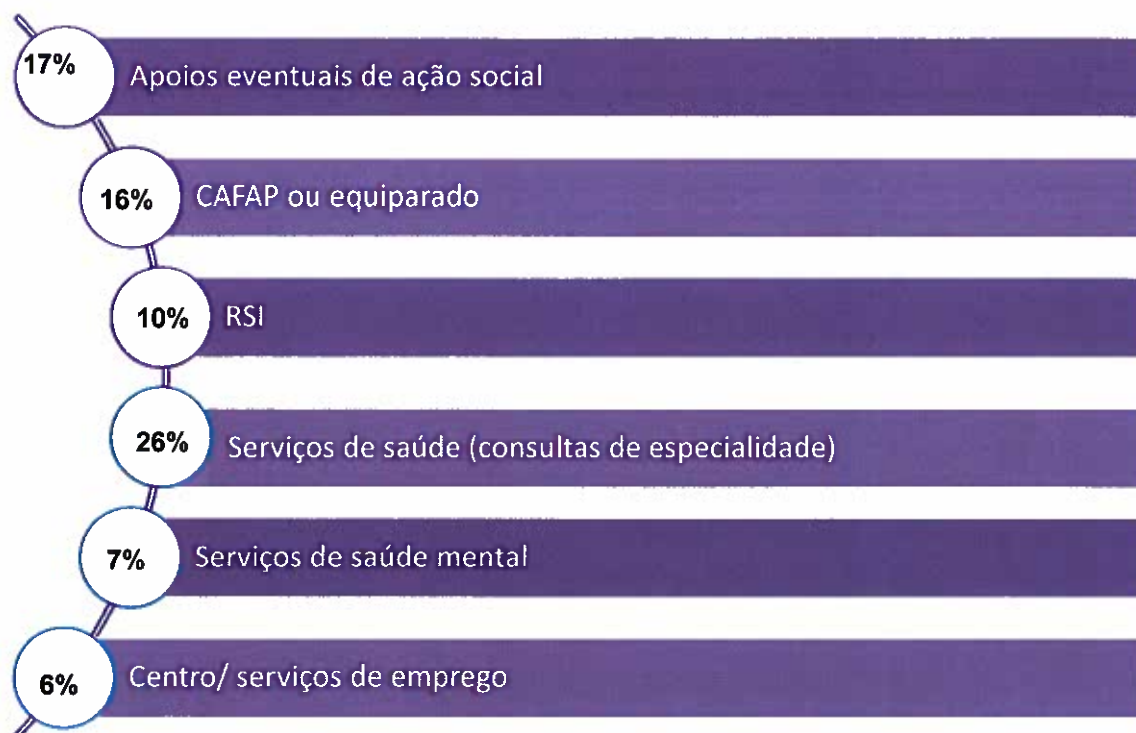 17% Apoios eventuais de ação social
16% CAFAP ou equiparado
10% RSI
26% Serviços de saúde (consultas de especialidade)
7% Serviços de saúde mental
6% Centro/ serviços de emprego